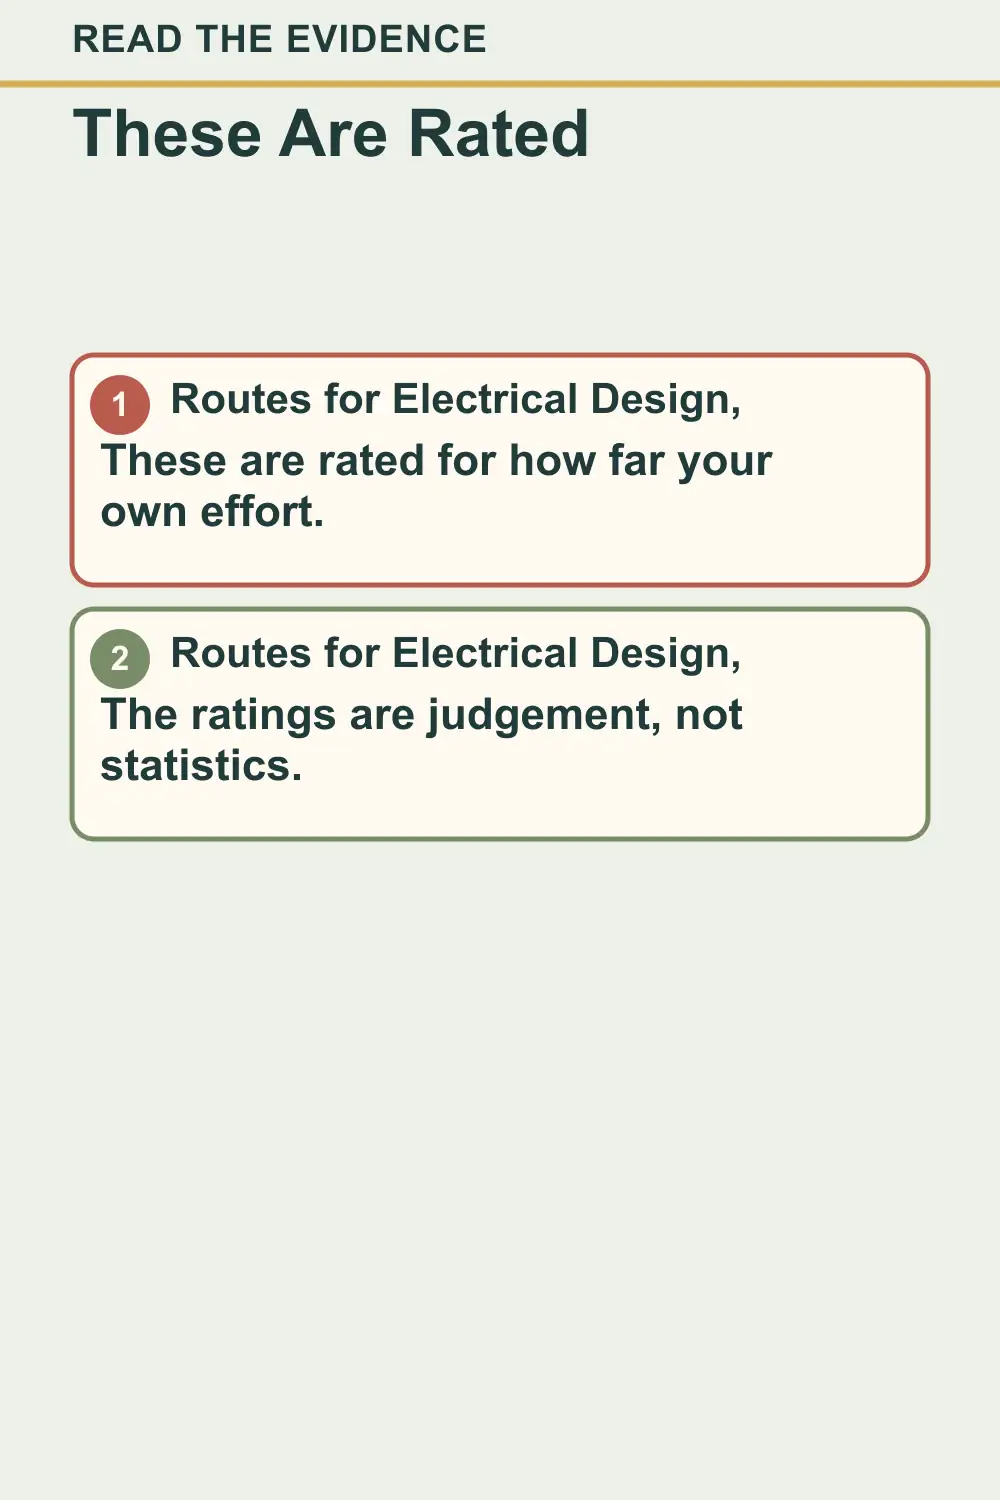 READ THE EVIDENCE
These Are Rated
1 Routes for Electrical Design,
These are rated for how far your
own effort.
2 Routes for Electrical Design,
The ratings are judgement, not
statistics.